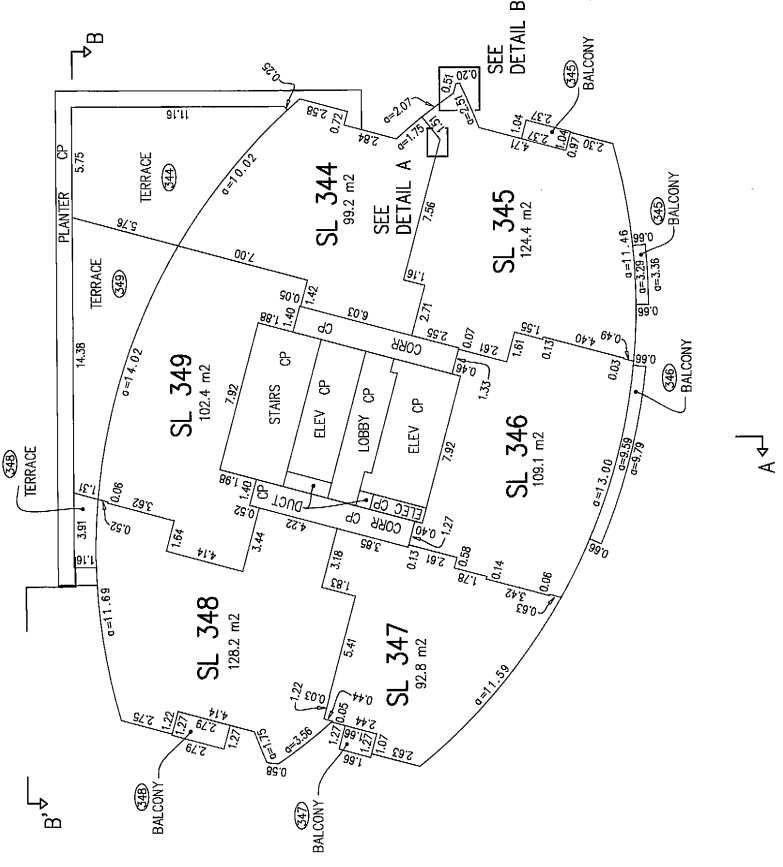 B
B'
A
SEE
DETAIL B
SEE
DETAIL A
PLANTER CP
5.75
11.16
0.25
TERRACE
344
5.76
TERRACE
349
14.38
348
TERRACE
1.31
3.91
1.16
0.52
0.06
a=10.02
a=14.02
a=11.69
SL 344
99.2 m2
2.58
0.72
2.84
a=2.07
a=1.75
1.51
0.51
0.20
a=2.51
7.00
7.56
1.16
2.71
1.42
0.05
1.40
1.88
6.03
CORR CP
2.55
0.07
0.46
1.33
2.61
SL 345
124.4 m2
4.71
1.04
2.37
2.37
1.04
0.97
2.30
345
BALCONY
a=11.46
0.66
a=3.29
a=3.36
0.66
345
BALCONY
1.61
1.55
0.13
4.40
0.49
0.03
0.66
346
BALCONY
SL 346
109.1 m2
a=13.00
a=9.59
a=9.79
0.66
SL 349
102.4 m2
7.92
STAIRS CP
ELEV CP
LOBBY CP
ELEV CP
ELEC CP
DUCT
7.92
1.98
1.40
CP
0.52
4.22
CORR CP
3.85
0.40
1.27
0.13
2.61
0.58
1.78
0.14
3.42
0.06
0.63
3.62
1.64
4.14
3.44
SL 348
128.2 m2
3.18
1.83
5.41
SL 347
92.8 m2
a=11.59
2.75
1.22
1.27
2.79
2.79
4.14
1.27
a=1.75
0.58
a=3.56
348
BALCONY
1.22
0.03
0.44
0.05
2.44
1.27
1.66
1.66
1.27
1.07
2.63
347
BALCONY